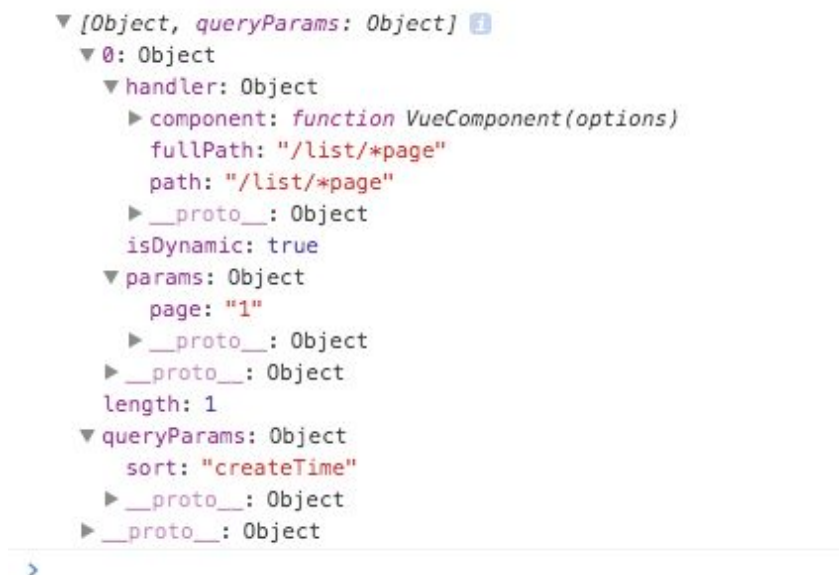 ▼ [Object, queryParams: Object] i
▼ 0: Object
▼ handler: Object
▶ component: function VueComponent(options)
fullPath: "/list/*page"
path: "/list/*page"
▶ __proto__: Object
isDynamic: true
▼ params: Object
page: "1"
▶ __proto__: Object
▶ __proto__: Object
length: 1
▼ queryParams: Object
sort: "createTime"
▶ __proto__: Object
▶ __proto__: Object
>